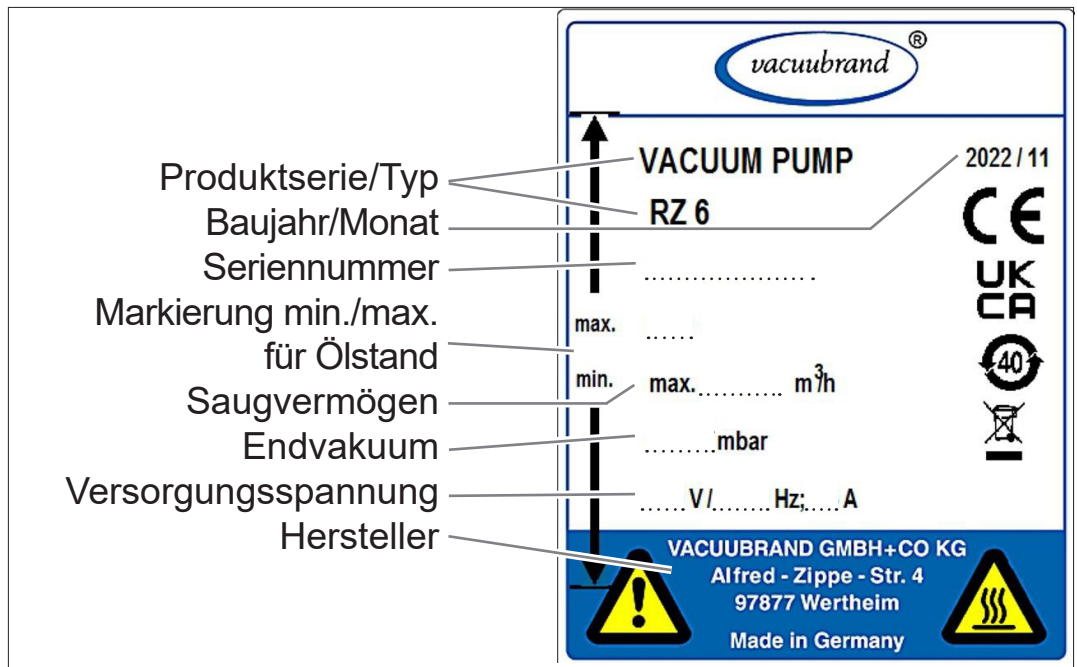 vacuubrand ®
Produktserie/Typ
Baujahr/Monat
Seriennummer
Markierung min./max.
für Ölstand
Saugvermögen
Endvakuum
Versorgungsspannung
Hersteller
VACUUM PUMP
2022 / 11
RZ 6
CE
UK
CA
....................
max. .....
40
min. max........... m³/h
........mbar
......V /....... Hz;.....A
VACUUBRAND GMBH+CO KG
Alfred - Zippe - Str. 4
97877 Wertheim
Made in Germany